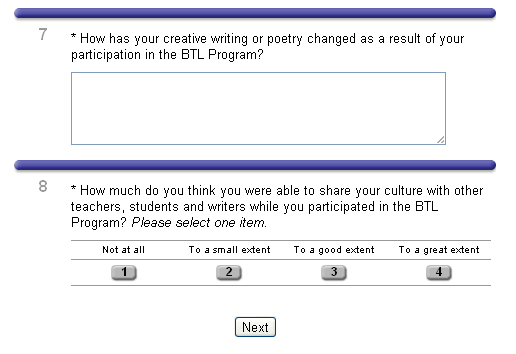 7
* How has your creative writing or poetry changed as a result of your
participation in the BTL Program?
8
* How much do you think you were able to share your culture with other
teachers, students and writers while you participated in the BTL
Program? Please select one item.
Not at all To a small extent To a good extent To a great extent
1 2 3 4
Next